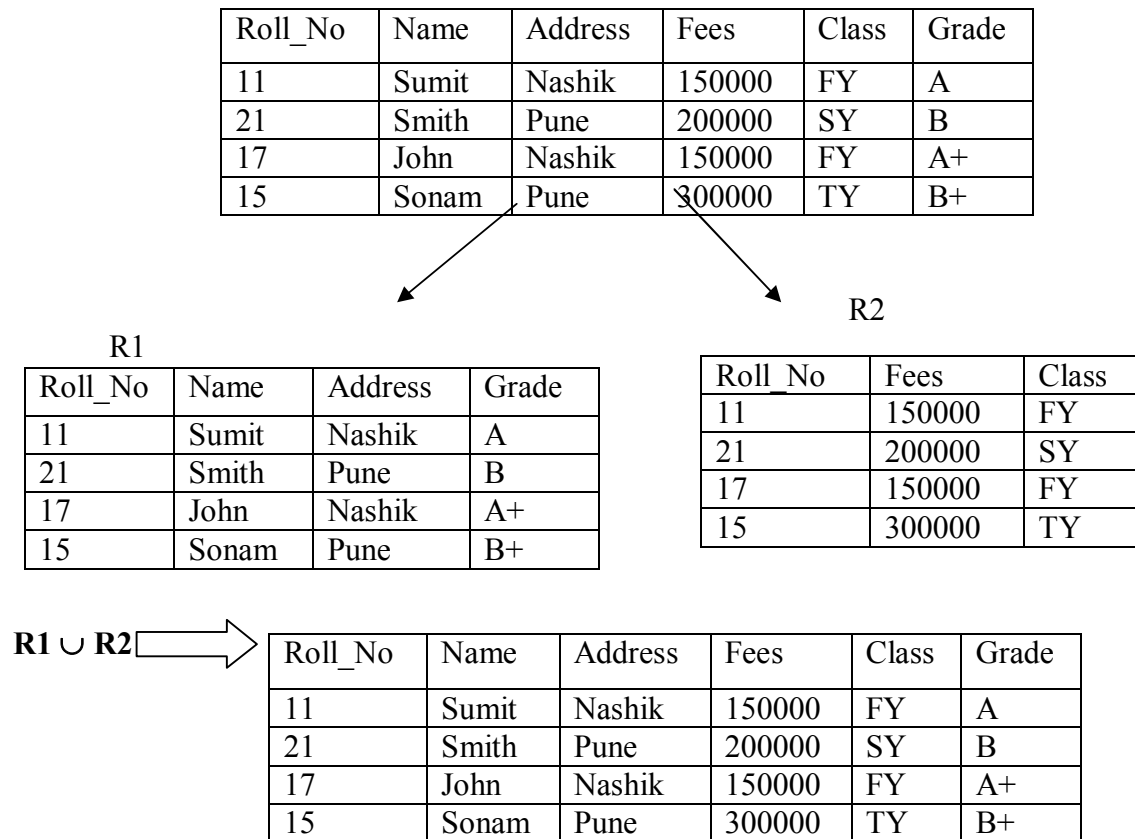 Roll_No Name Address Fees Class Grade
11 Sumit Nashik 150000 FY A
21 Smith Pune 200000 SY B
17 John Nashik 150000 FY A+
15 Sonam Pune 300000 TY B+
R1
Roll_No Name Address Grade
11 Sumit Nashik A
21 Smith Pune B
17 John Nashik A+
15 Sonam Pune B+
R2
Roll_No Fees Class
11 150000 FY
21 200000 SY
17 150000 FY
15 300000 TY
R1 ∪ R2
Roll_No Name Address Fees Class Grade
11 Sumit Nashik 150000 FY A
21 Smith Pune 200000 SY B
17 John Nashik 150000 FY A+
15 Sonam Pune 300000 TY B+